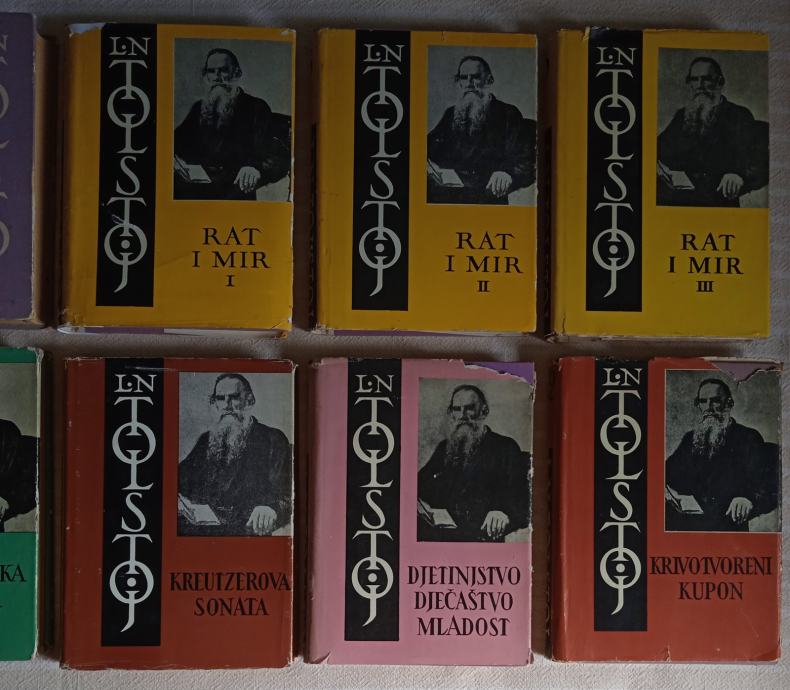 L·N
TOLSTOJ
RAT
I MIR
I
L·N
TOLSTOJ
RAT
I MIR
II
L·N
TOLSTOJ
RAT
I MIR
III
L·N
TOLSTOJ
KREUTZEROVA
SONATA
L·N
TOLSTOJ
DJETINJSTVO
DJEČAŠTVO
MLADOST
L·N
TOLSTOJ
KRIVOTVORENI
KUPON